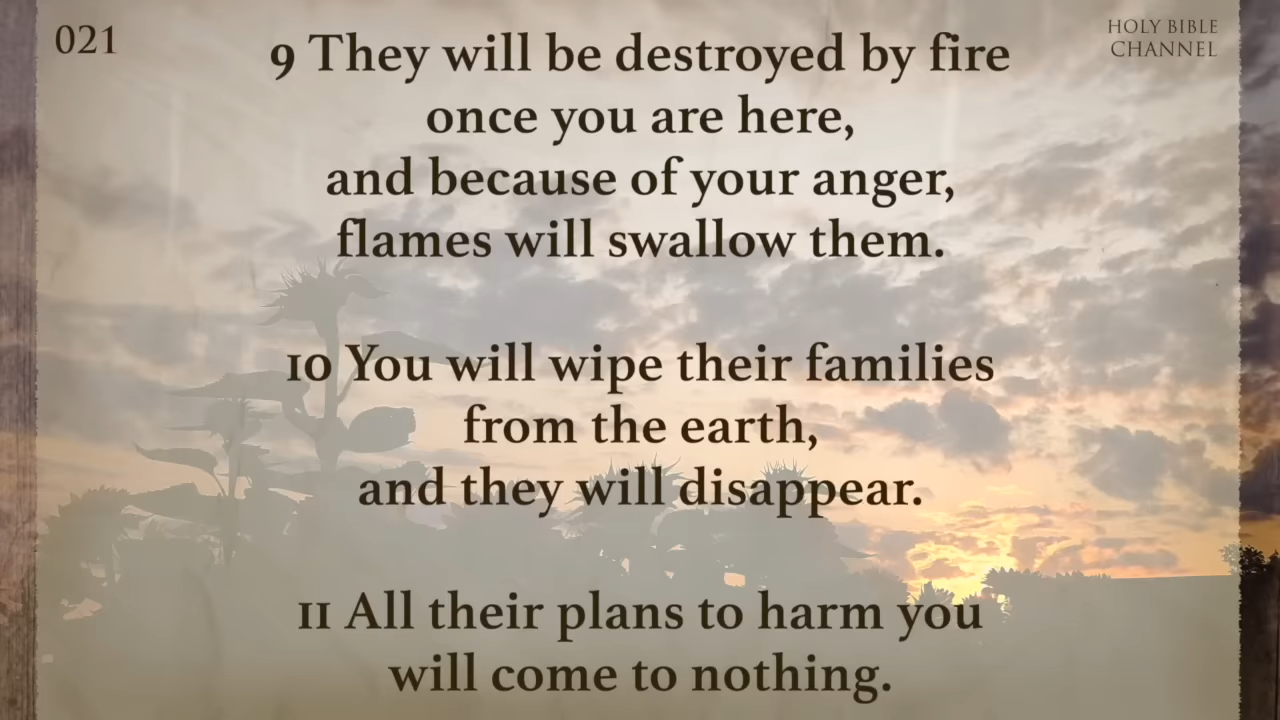 021
HOLY BIBLE
CHANNEL
9 They will be destroyed by fire
once you are here,
and because of your anger,
flames will swallow them.
10 You will wipe their families
from the earth,
and they will disappear.
11 All their plans to harm you
will come to nothing.